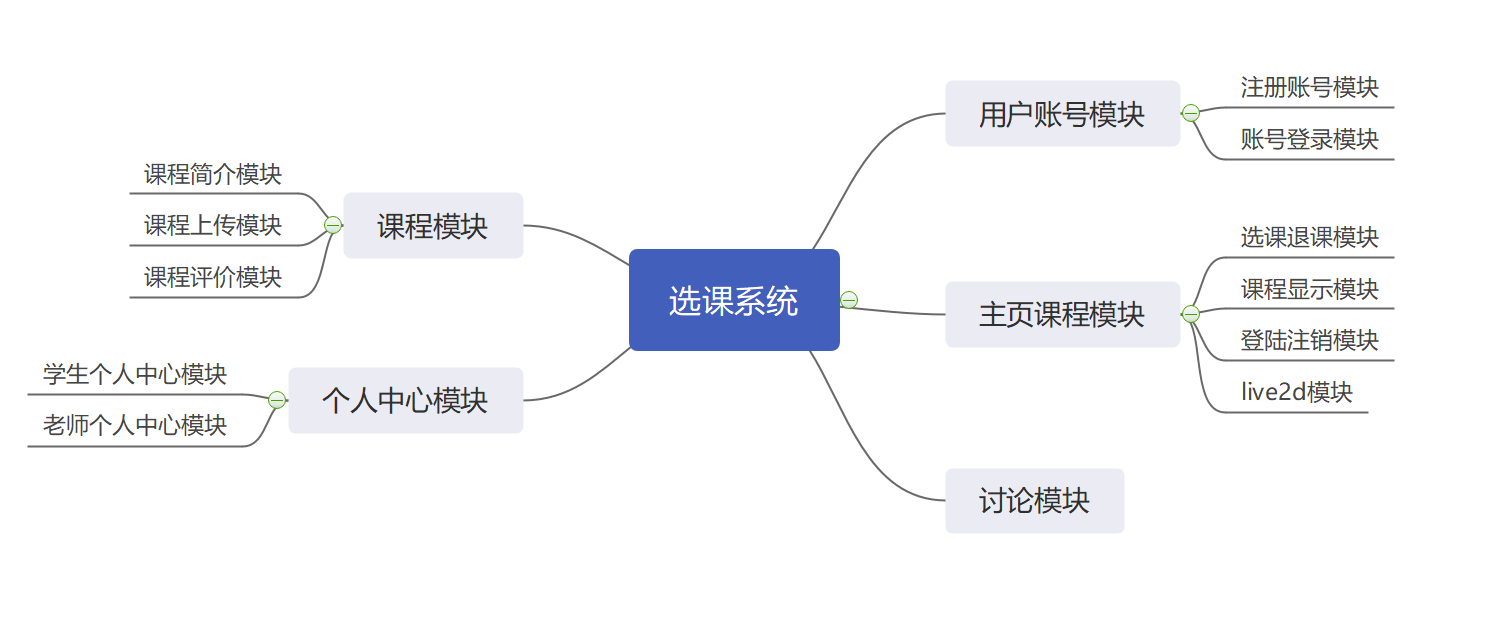 选课系统
用户账号模块
注册账号模块
账号登录模块
主页课程模块
选课退课模块
课程显示模块
登陆注销模块
live2d模块
讨论模块
课程模块
课程简介模块
课程上传模块
课程评价模块
个人中心模块
学生个人中心模块
老师个人中心模块